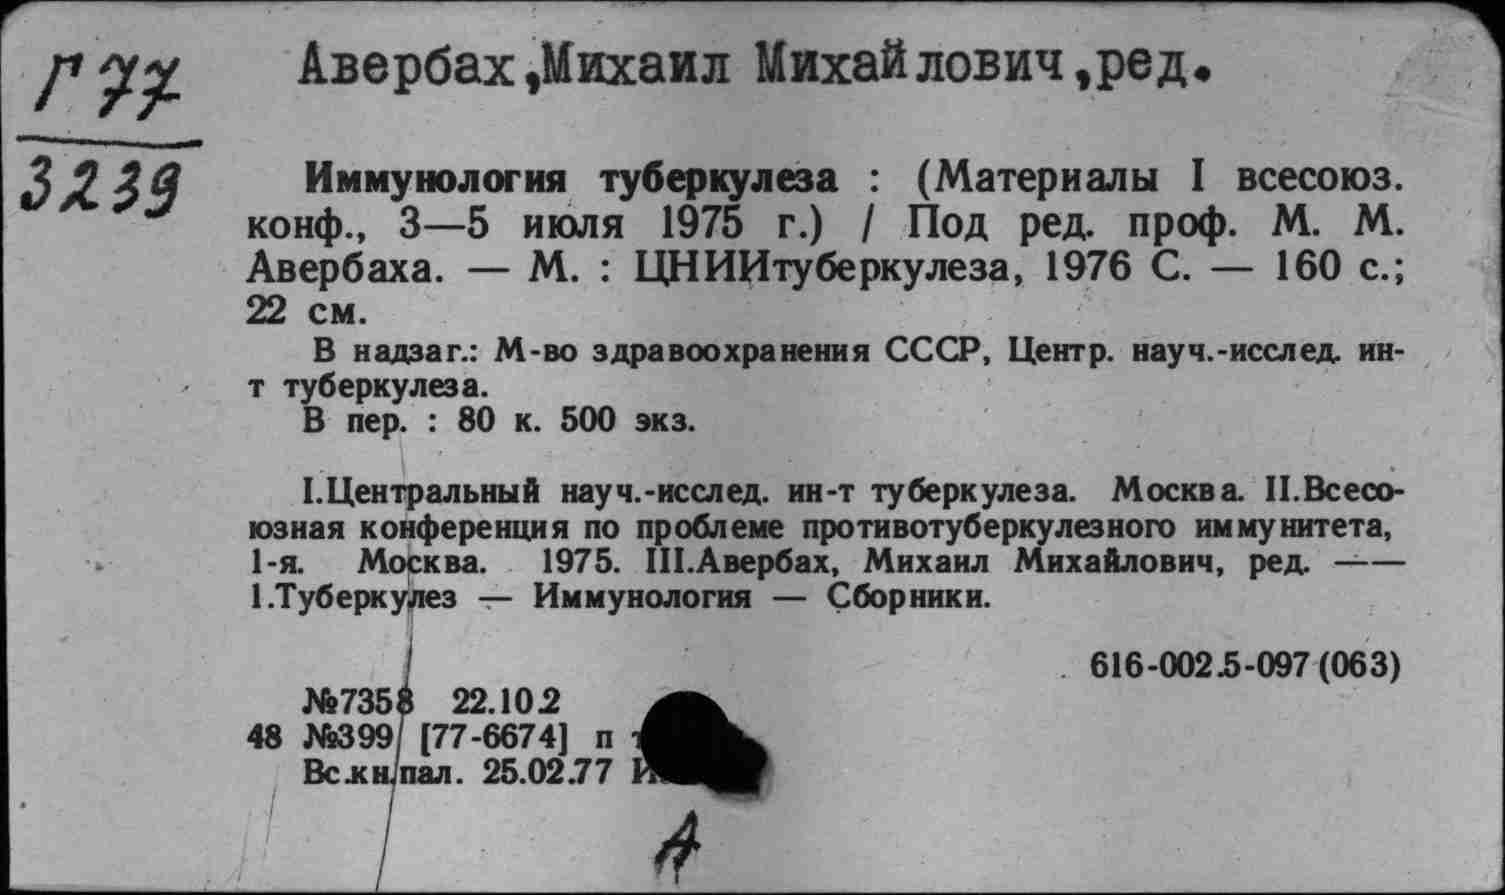 Г 77
3239
Авербах,Михаил Михайлович,ред.
Иммунология туберкулеза : (Материалы I всесоюз.
конф., 3—5 июля 1975 г.) / Под ред. проф. М. М.
Авербаха. — М. : ЦНИИтуберкулеза, 1976 С. — 160 с.;
22 см.
В надзаг.: М-во здравоохранения СССР, Центр. науч.-исслед. ин-
т туберкулеза.
В пер. : 80 к. 500 экз.
I.Центральный науч.-исслед. ин-т туберкулеза. Москва. II.Всесо-
юзная конференция по проблеме противотуберкулезного иммунитета,
1-я. Москва. 1975. III.Авербах, Михаил Михайлович, ред. ——
1.Туберкулез — Иммунология — Сборники.
616-002.5-097 (063)
№7358 22.10.2
48 №399 [77-6674] п
Вс.кн.пал. 25.02.77
А